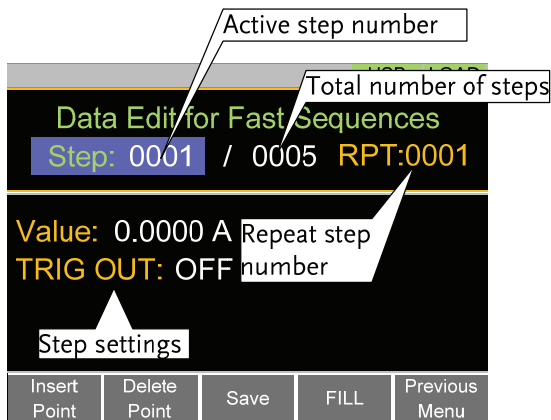 Active step number
Total number of steps
Data Edit for Fast Sequences
Step: 0001 / 0005 RPT:0001
Value: 0.0000 A
Repeat step
number
TRIG OUT: OFF
Step settings
Insert
Point
Delete
Point
Save
FILL
Previous
Menu